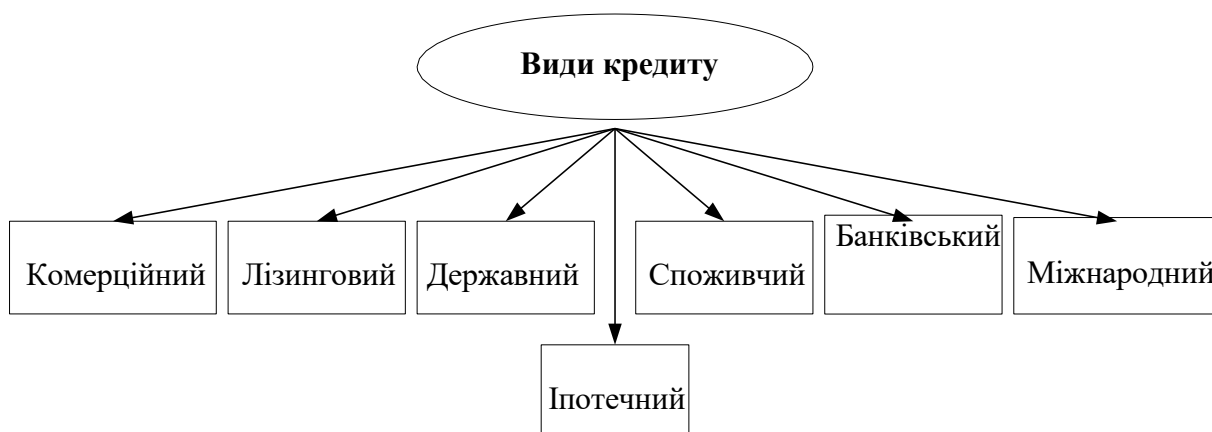 Види кредиту
Комерційний
Лізинговий
Державний
Споживчий
Банківський
Міжнародний
Іпотечний